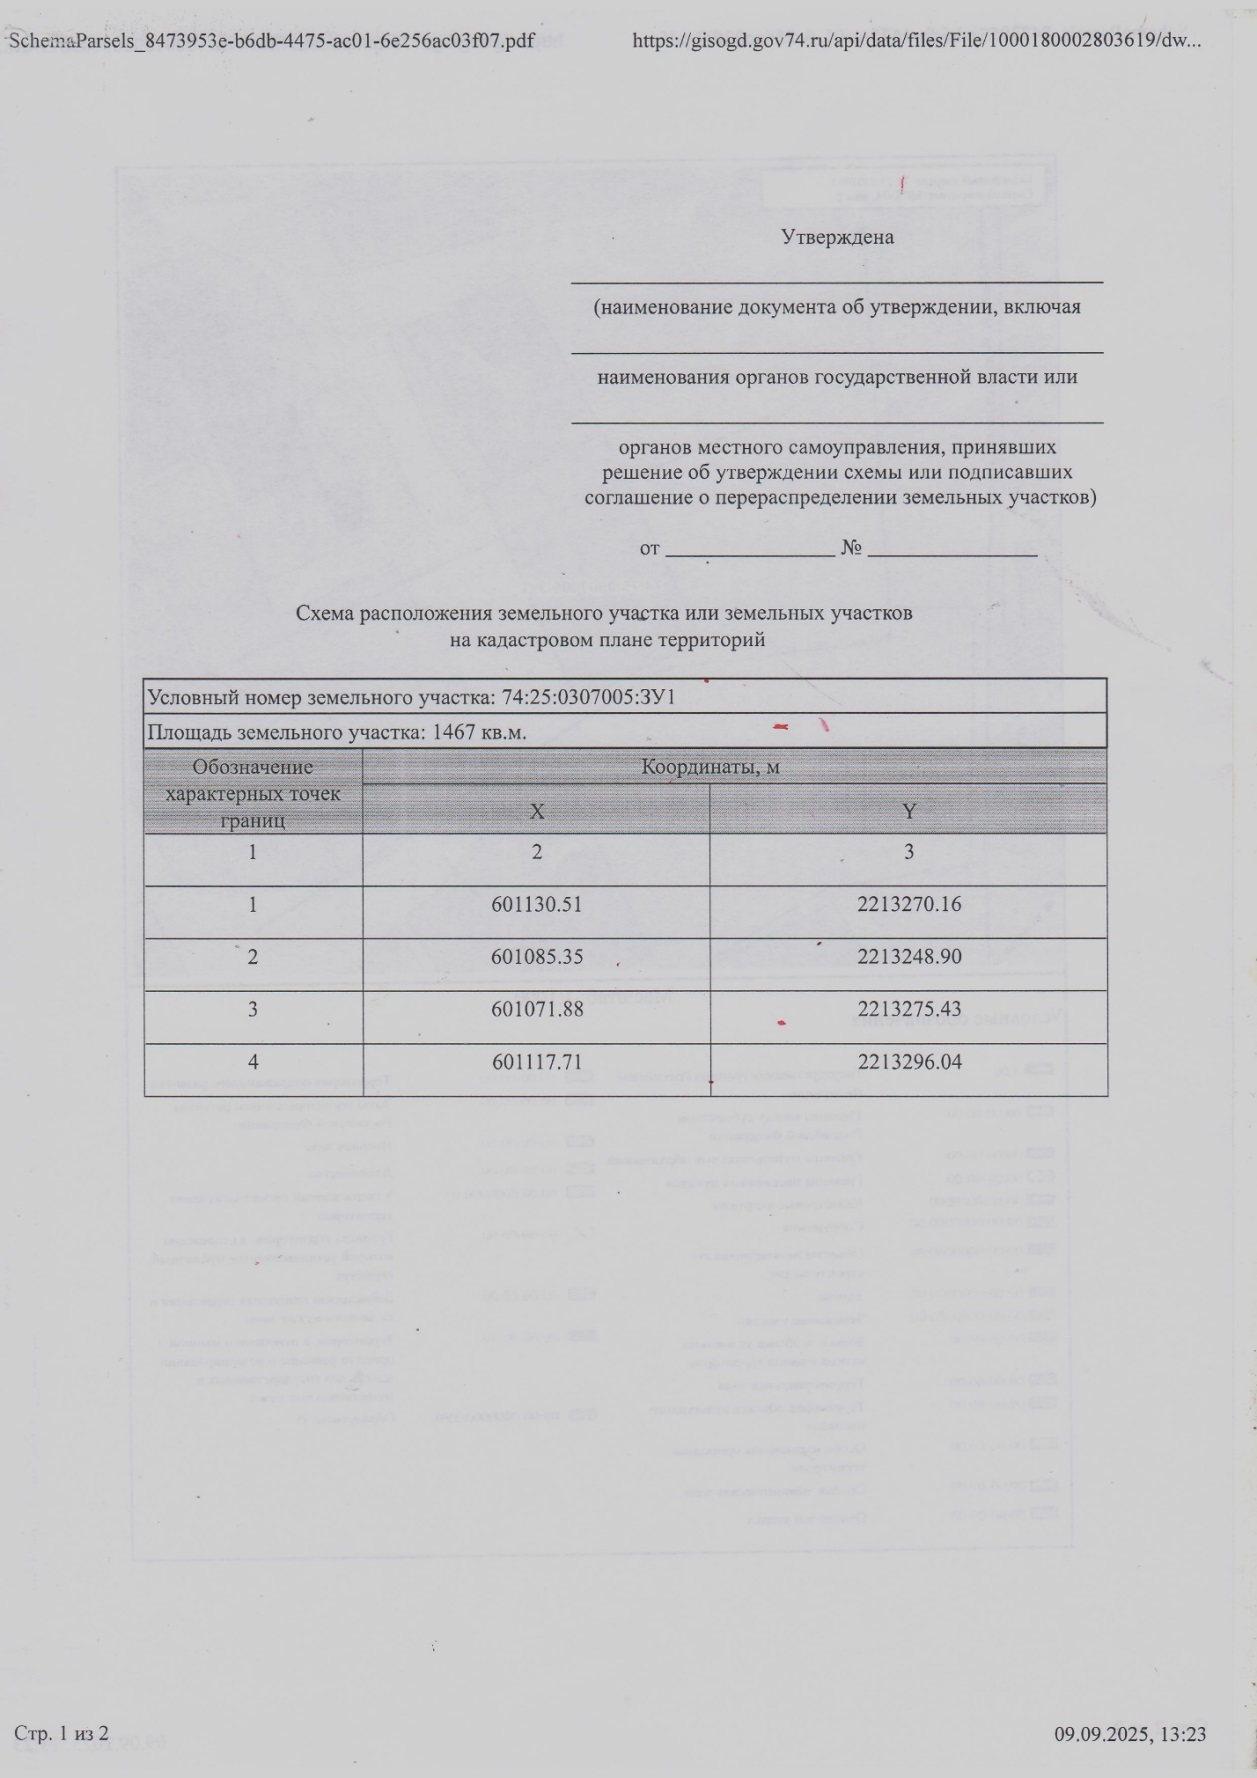 SchemaParsels_8473953e-b6db-4475-ac01-6e256ac03f07.pdf
https://gisogd.gov74.ru/api/data/files/File/1000180002803619/dw...
Утверждена
(наименование документа об утверждении, включая
наименования органов государственной власти или
органов местного самоуправления, принявших
решение об утверждении схемы или подписавших
соглашение о перераспределении земельных участков)
от ________________ № ________________
Схема расположения земельного участка или земельных участков
на кадастровом плане территорий
Условный номер земельного участка: 74:25:0307005:ЗУ1
Площадь земельного участка: 1467 кв.м.
Обозначение
характерных точек
границ
Координаты, м
X
Y
1
2
3
1
601130.51
2213270.16
2
601085.35
2213248.90
3
601071.88
2213275.43
4
601117.71
2213296.04
Стр. 1 из 2
09.09.2025, 13:23